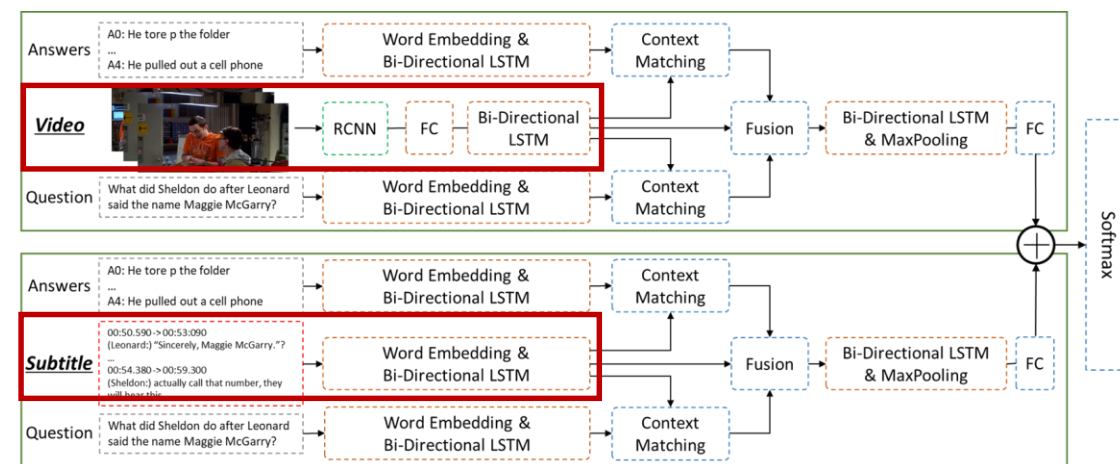 Answers
A0: He tore p the folder
...
A4: He pulled out a cell phone
Word Embedding &
Bi-Directional LSTM
Context
Matching
Video
RCNN
FC
Bi-Directional
LSTM
Fusion
Bi-Directional LSTM
& MaxPooling
FC
Question
What did Sheldon do after Leonard
said the name Maggie McGarry?
Word Embedding &
Bi-Directional LSTM
Context
Matching
Softmax
Answers
A0: He tore p the folder
...
A4: He pulled out a cell phone
Word Embedding &
Bi-Directional LSTM
Context
Matching
Subtitle
00:50.590->00:53:090
(Leonard:) “Sincerely, Maggie McGarry.”?
...
00:54.380->00:59.300
(Sheldon:) actually call that number, they
will hear this
Word Embedding &
Bi-Directional LSTM
Fusion
Bi-Directional LSTM
& MaxPooling
FC
Question
What did Sheldon do after Leonard
said the name Maggie McGarry?
Word Embedding &
Bi-Directional LSTM
Context
Matching